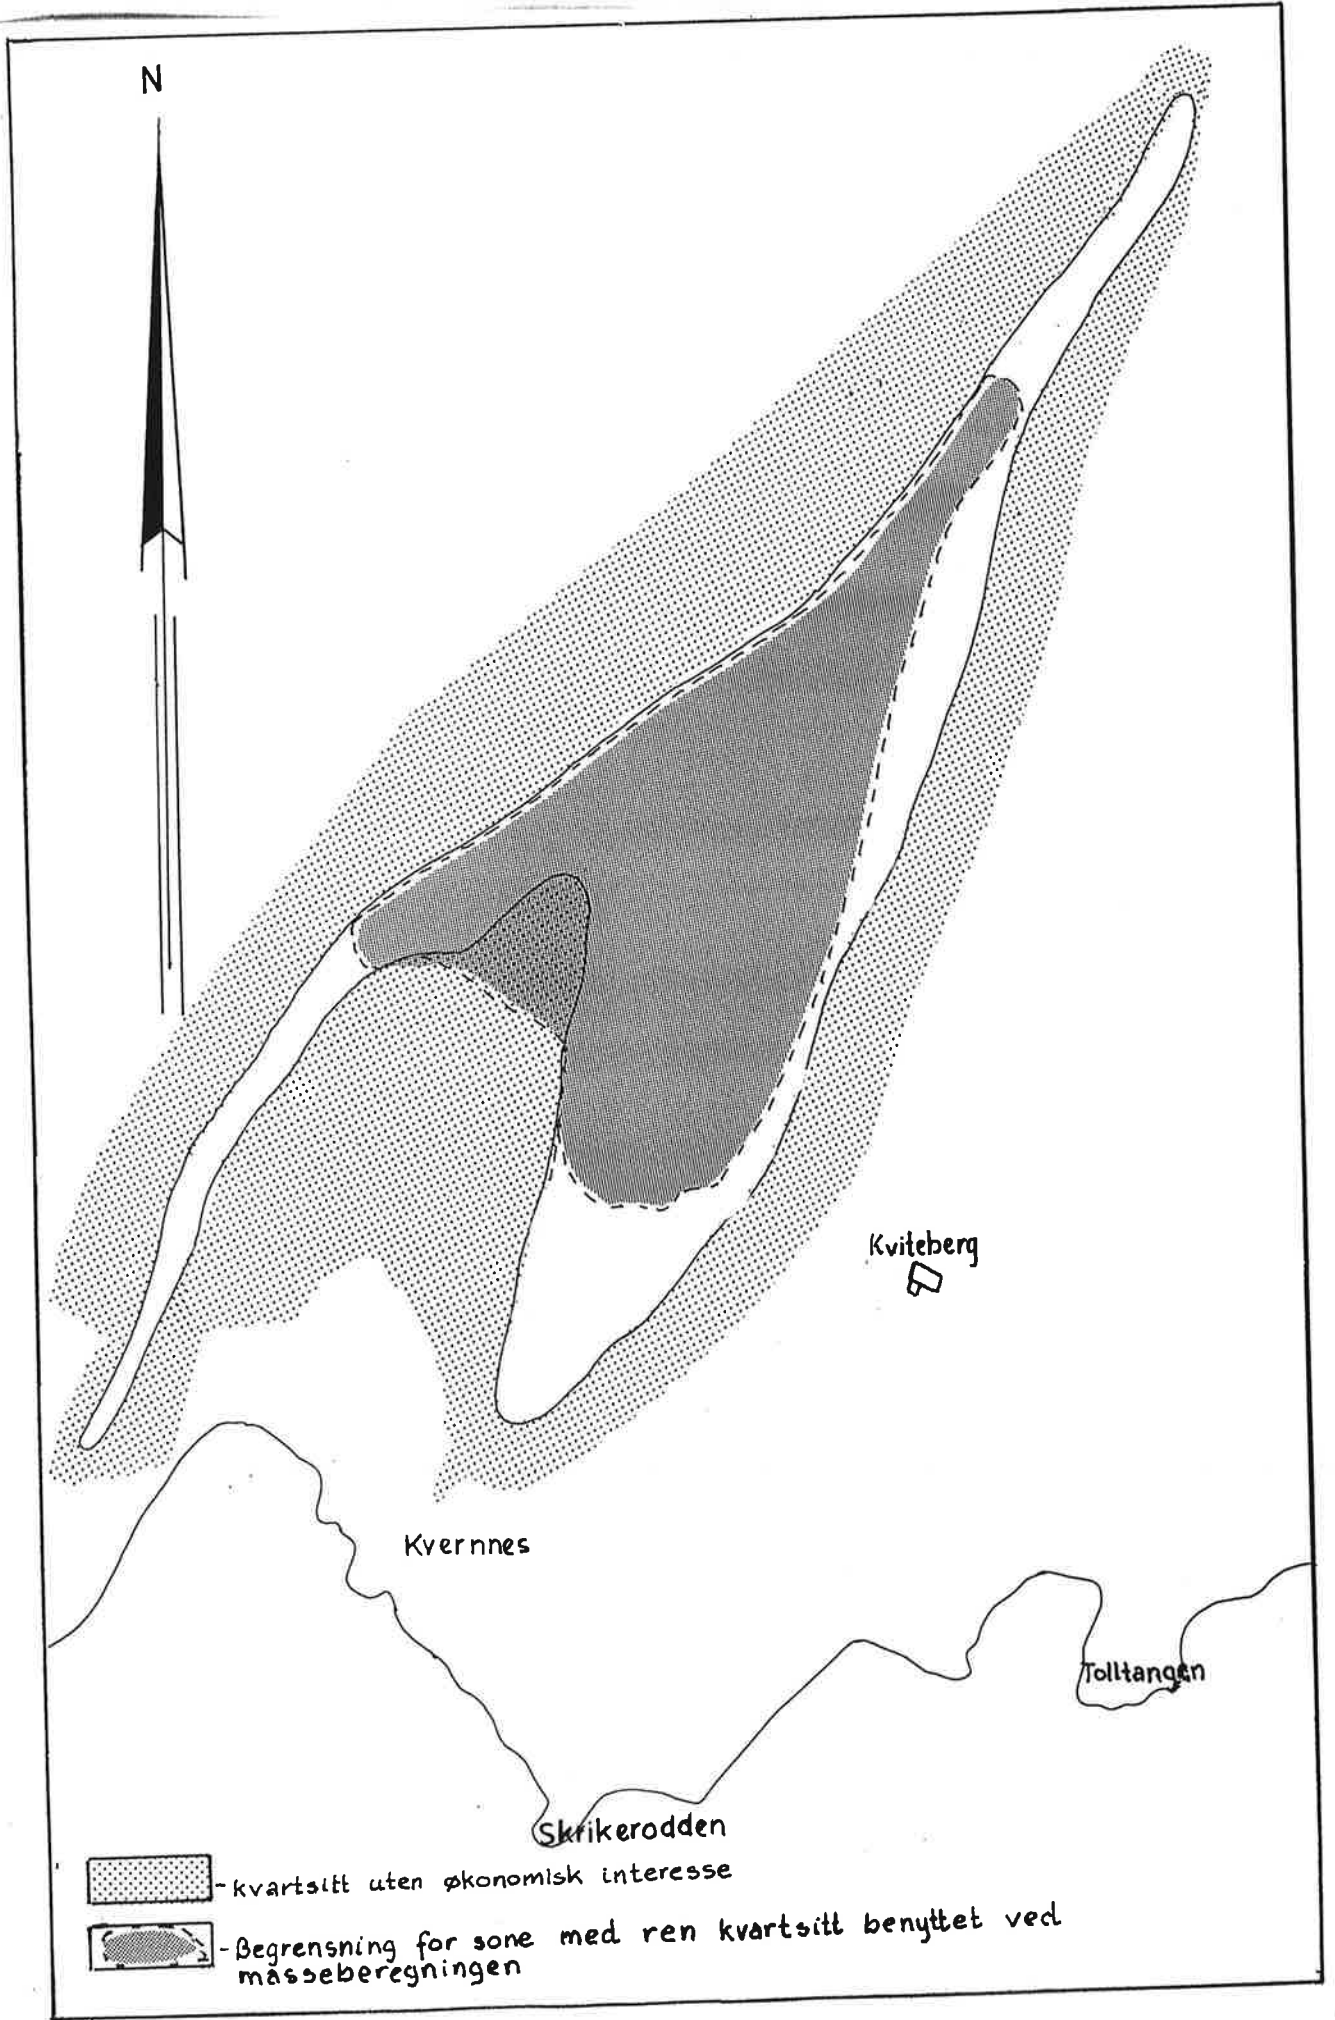 N
Kviteberg
Kvernnes
Tolltangen
Skrikerodden
- kvartsitt uten økonomisk interesse
- Begrensning for sone med ren kvartsitt benyttet ved
masseberegningen